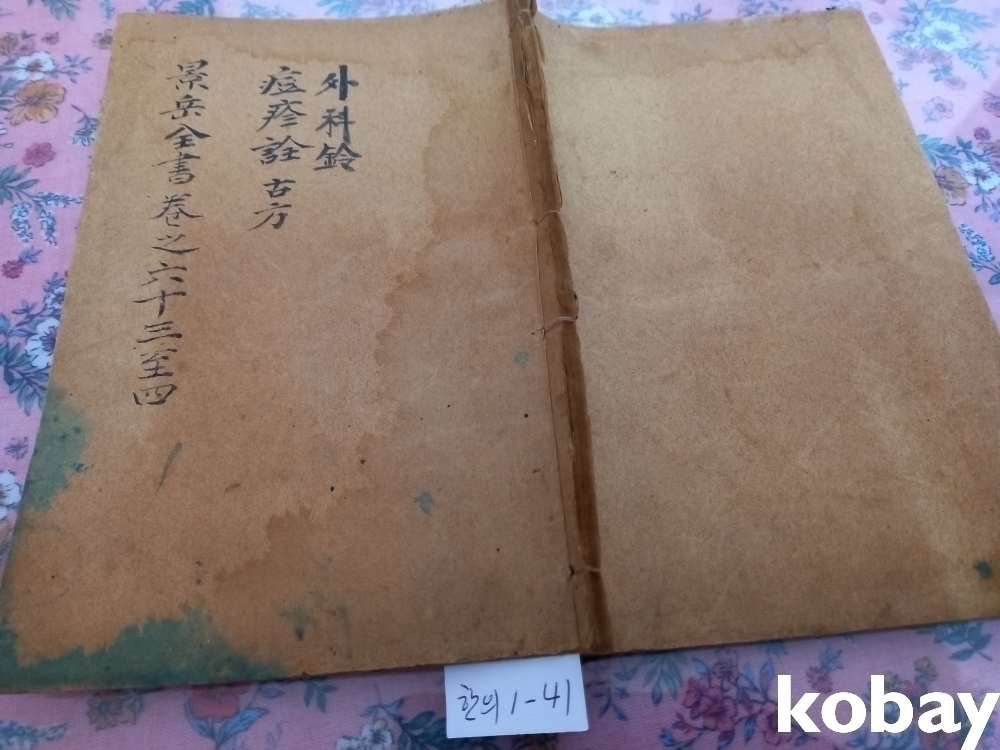 外科鈐
痘疹詮 古方
景岳全書卷之六十三至四
한의 1-41
kobay